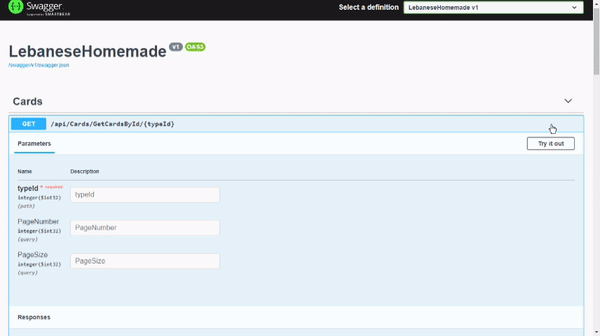 Swagger
Supported by SMARTBEAR
Select a definition
LebaneseHomemade v1
LebaneseHomemade v1 OAS3
/swagger/v1/swagger.json
Cards
GET /api/Cards/GetCardsById/{typeId}
Parameters
Try it out
Name Description
typeId * required
integer($int32)
(path)
typeId
PageNumber
integer($int32)
(query)
PageNumber
PageSize
integer($int32)
(query)
PageSize
Responses